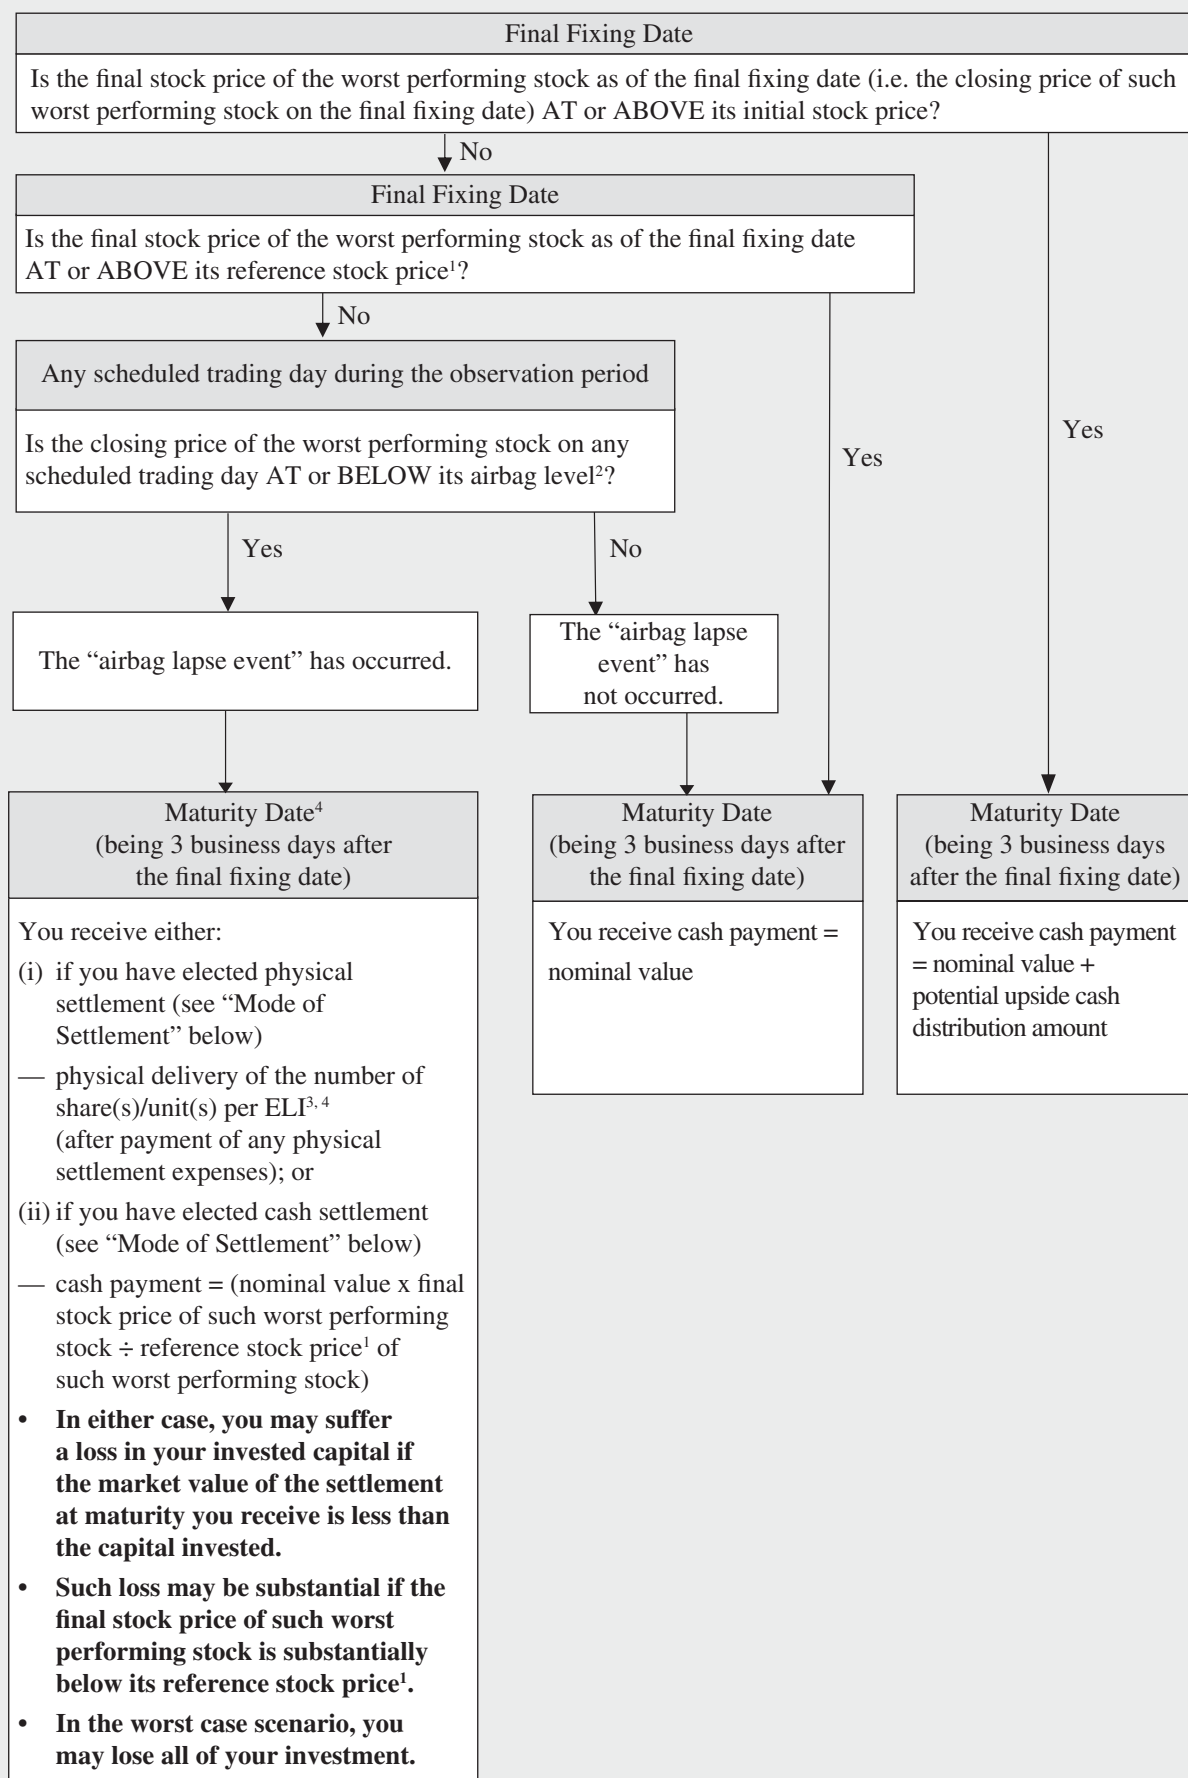 Final Fixing Date
Is the final stock price of the worst performing stock as of the final fixing date (i.e. the closing price of such
worst performing stock on the final fixing date) AT or ABOVE its initial stock price?
No
Final Fixing Date
Is the final stock price of the worst performing stock as of the final fixing date
AT or ABOVE its reference stock price¹?
No
Any scheduled trading day during the observation period
Is the closing price of the worst performing stock on any
scheduled trading day AT or BELOW its airbag level²?
Yes
Yes
Yes
No
The “airbag lapse event” has occurred.
The “airbag lapse
event” has
not occurred.
Maturity Date⁴
(being 3 business days after
the final fixing date)
You receive either:
(i) if you have elected physical
settlement (see “Mode of
Settlement” below)
— physical delivery of the number of
share(s)/unit(s) per ELI³,⁴
(after payment of any physical
settlement expenses); or
(ii) if you have elected cash settlement
(see “Mode of Settlement” below)
— cash payment = (nominal value x final
stock price of such worst performing
stock ÷ reference stock price¹ of
such worst performing stock)
• In either case, you may suffer
a loss in your invested capital if
the market value of the settlement
at maturity you receive is less than
the capital invested.
• Such loss may be substantial if the
final stock price of such worst
performing stock is substantially
below its reference stock price¹.
• In the worst case scenario, you
may lose all of your investment.
Maturity Date
(being 3 business days after
the final fixing date)
You receive cash payment =
nominal value
Maturity Date
(being 3 business days
after the final fixing date)
You receive cash payment
= nominal value +
potential upside cash
distribution amount